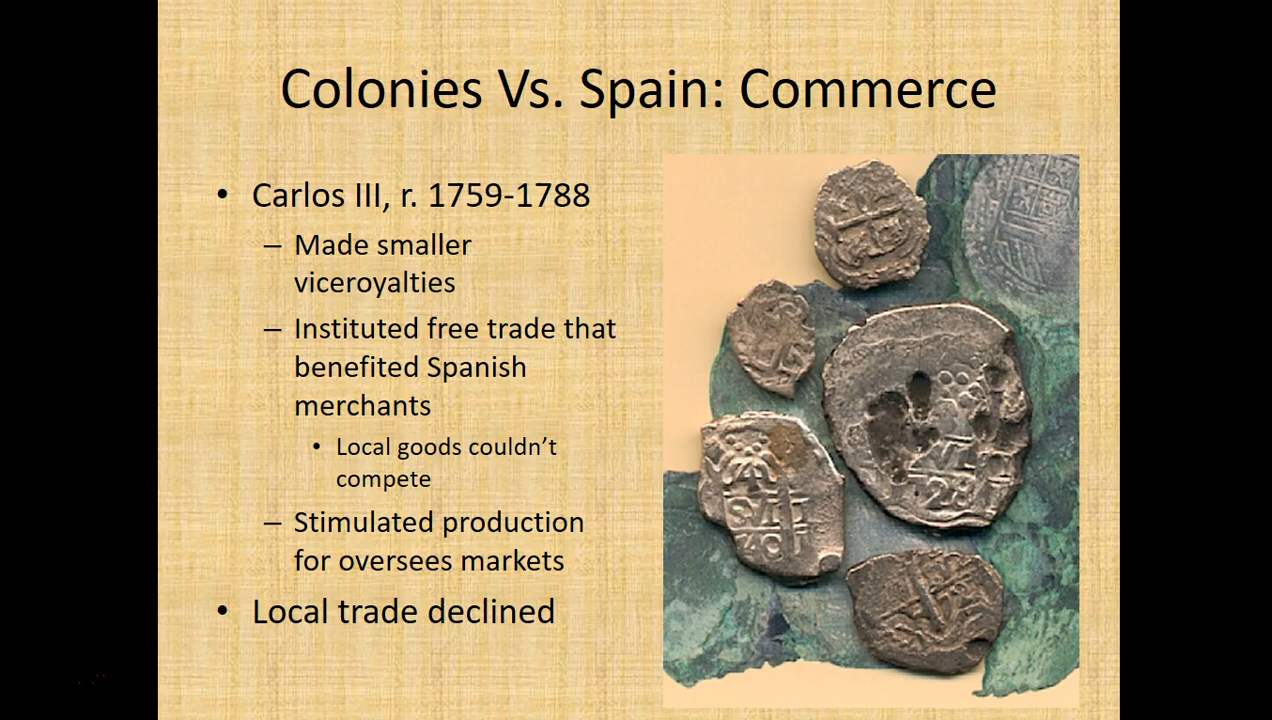 Colonies Vs. Spain: Commerce
• Carlos III, r. 1759-1788
– Made smaller
viceroyalties
– Instituted free trade that
benefited Spanish
merchants
• Local goods couldn’t
compete
– Stimulated production
for oversees markets
• Local trade declined
28